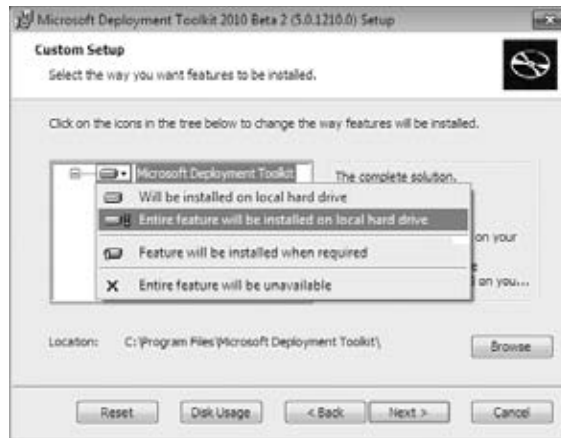 Microsoft Deployment Toolkit 2010 Beta 2 (5.0.1210.0) Setup
Custom Setup
Select the way you want features to be installed.
Click on the icons in the tree below to change the way features will be installed.
Microsoft Deployment Toolkit
The complete solution.
Will be installed on local hard drive
Entire feature will be installed on local hard drive
on your
Feature will be installed when required
on you...
Entire feature will be unavailable
Location: C:\Program Files\Microsoft Deployment Toolkit\
Browse
Reset Disk Usage < Back Next > Cancel